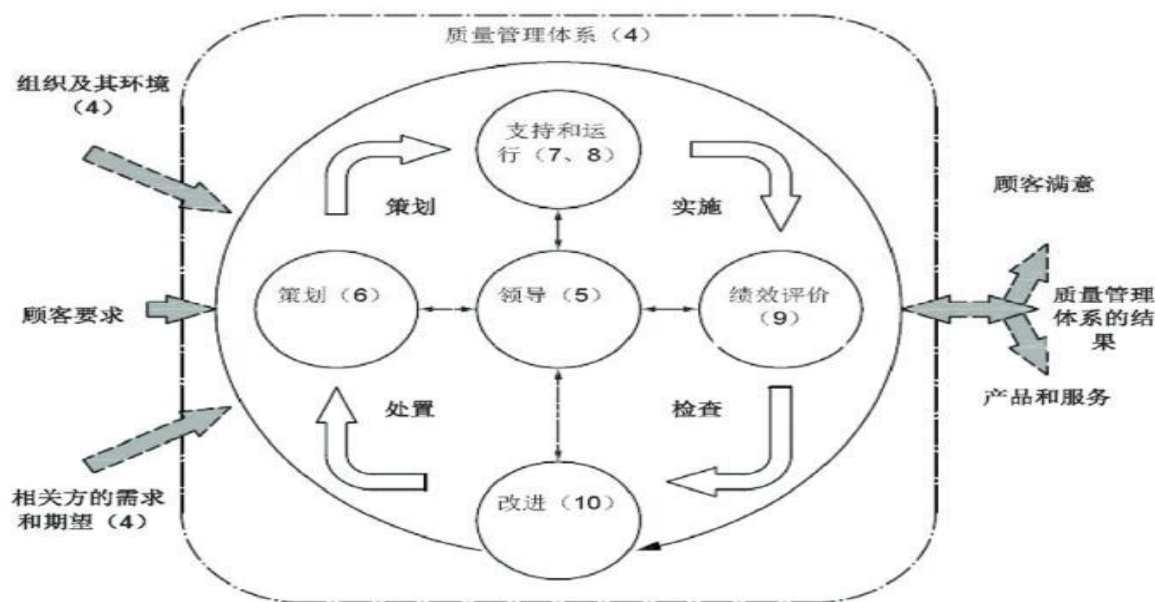 质量管理体系（4）
组织及其环境
（4）
支持和运
行（7、8）
顾客满意
策划
实施
策划（6）
领导（5）
绩效评价
（9）
顾客要求
质量管理
体系的结
果
处置
检查
产品和服务
相关方的需求
和期望（4）
改进（10）